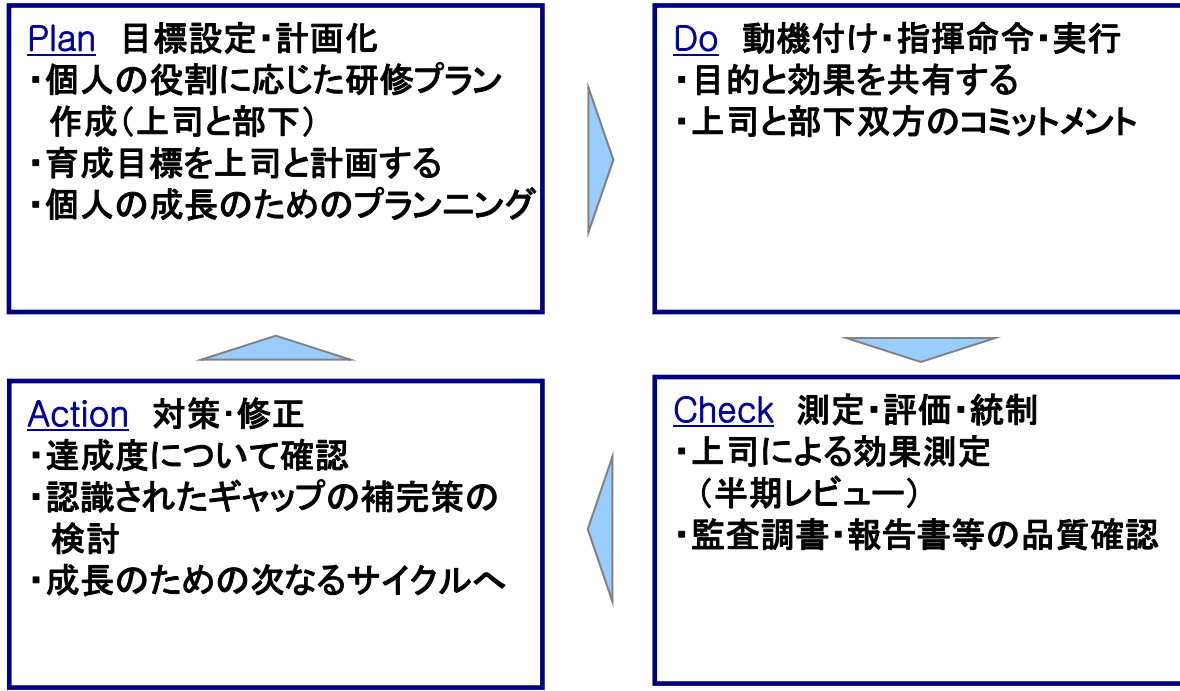 Plan 目標設定・計画化
・個人の役割に応じた研修プラン
作成（上司と部下）
・育成目標を上司と計画する
・個人の成長のためのプランニング
Do 動機付け・指揮命令・実行
・目的と効果を共有する
・上司と部下双方のコミットメント
Check 測定・評価・統制
・上司による効果測定
（半期レビュー）
・監査調書・報告書等の品質確認
Action 対策・修正
・達成度について確認
・認識されたギャップの補完策の
検討
・成長のための次なるサイクルへ